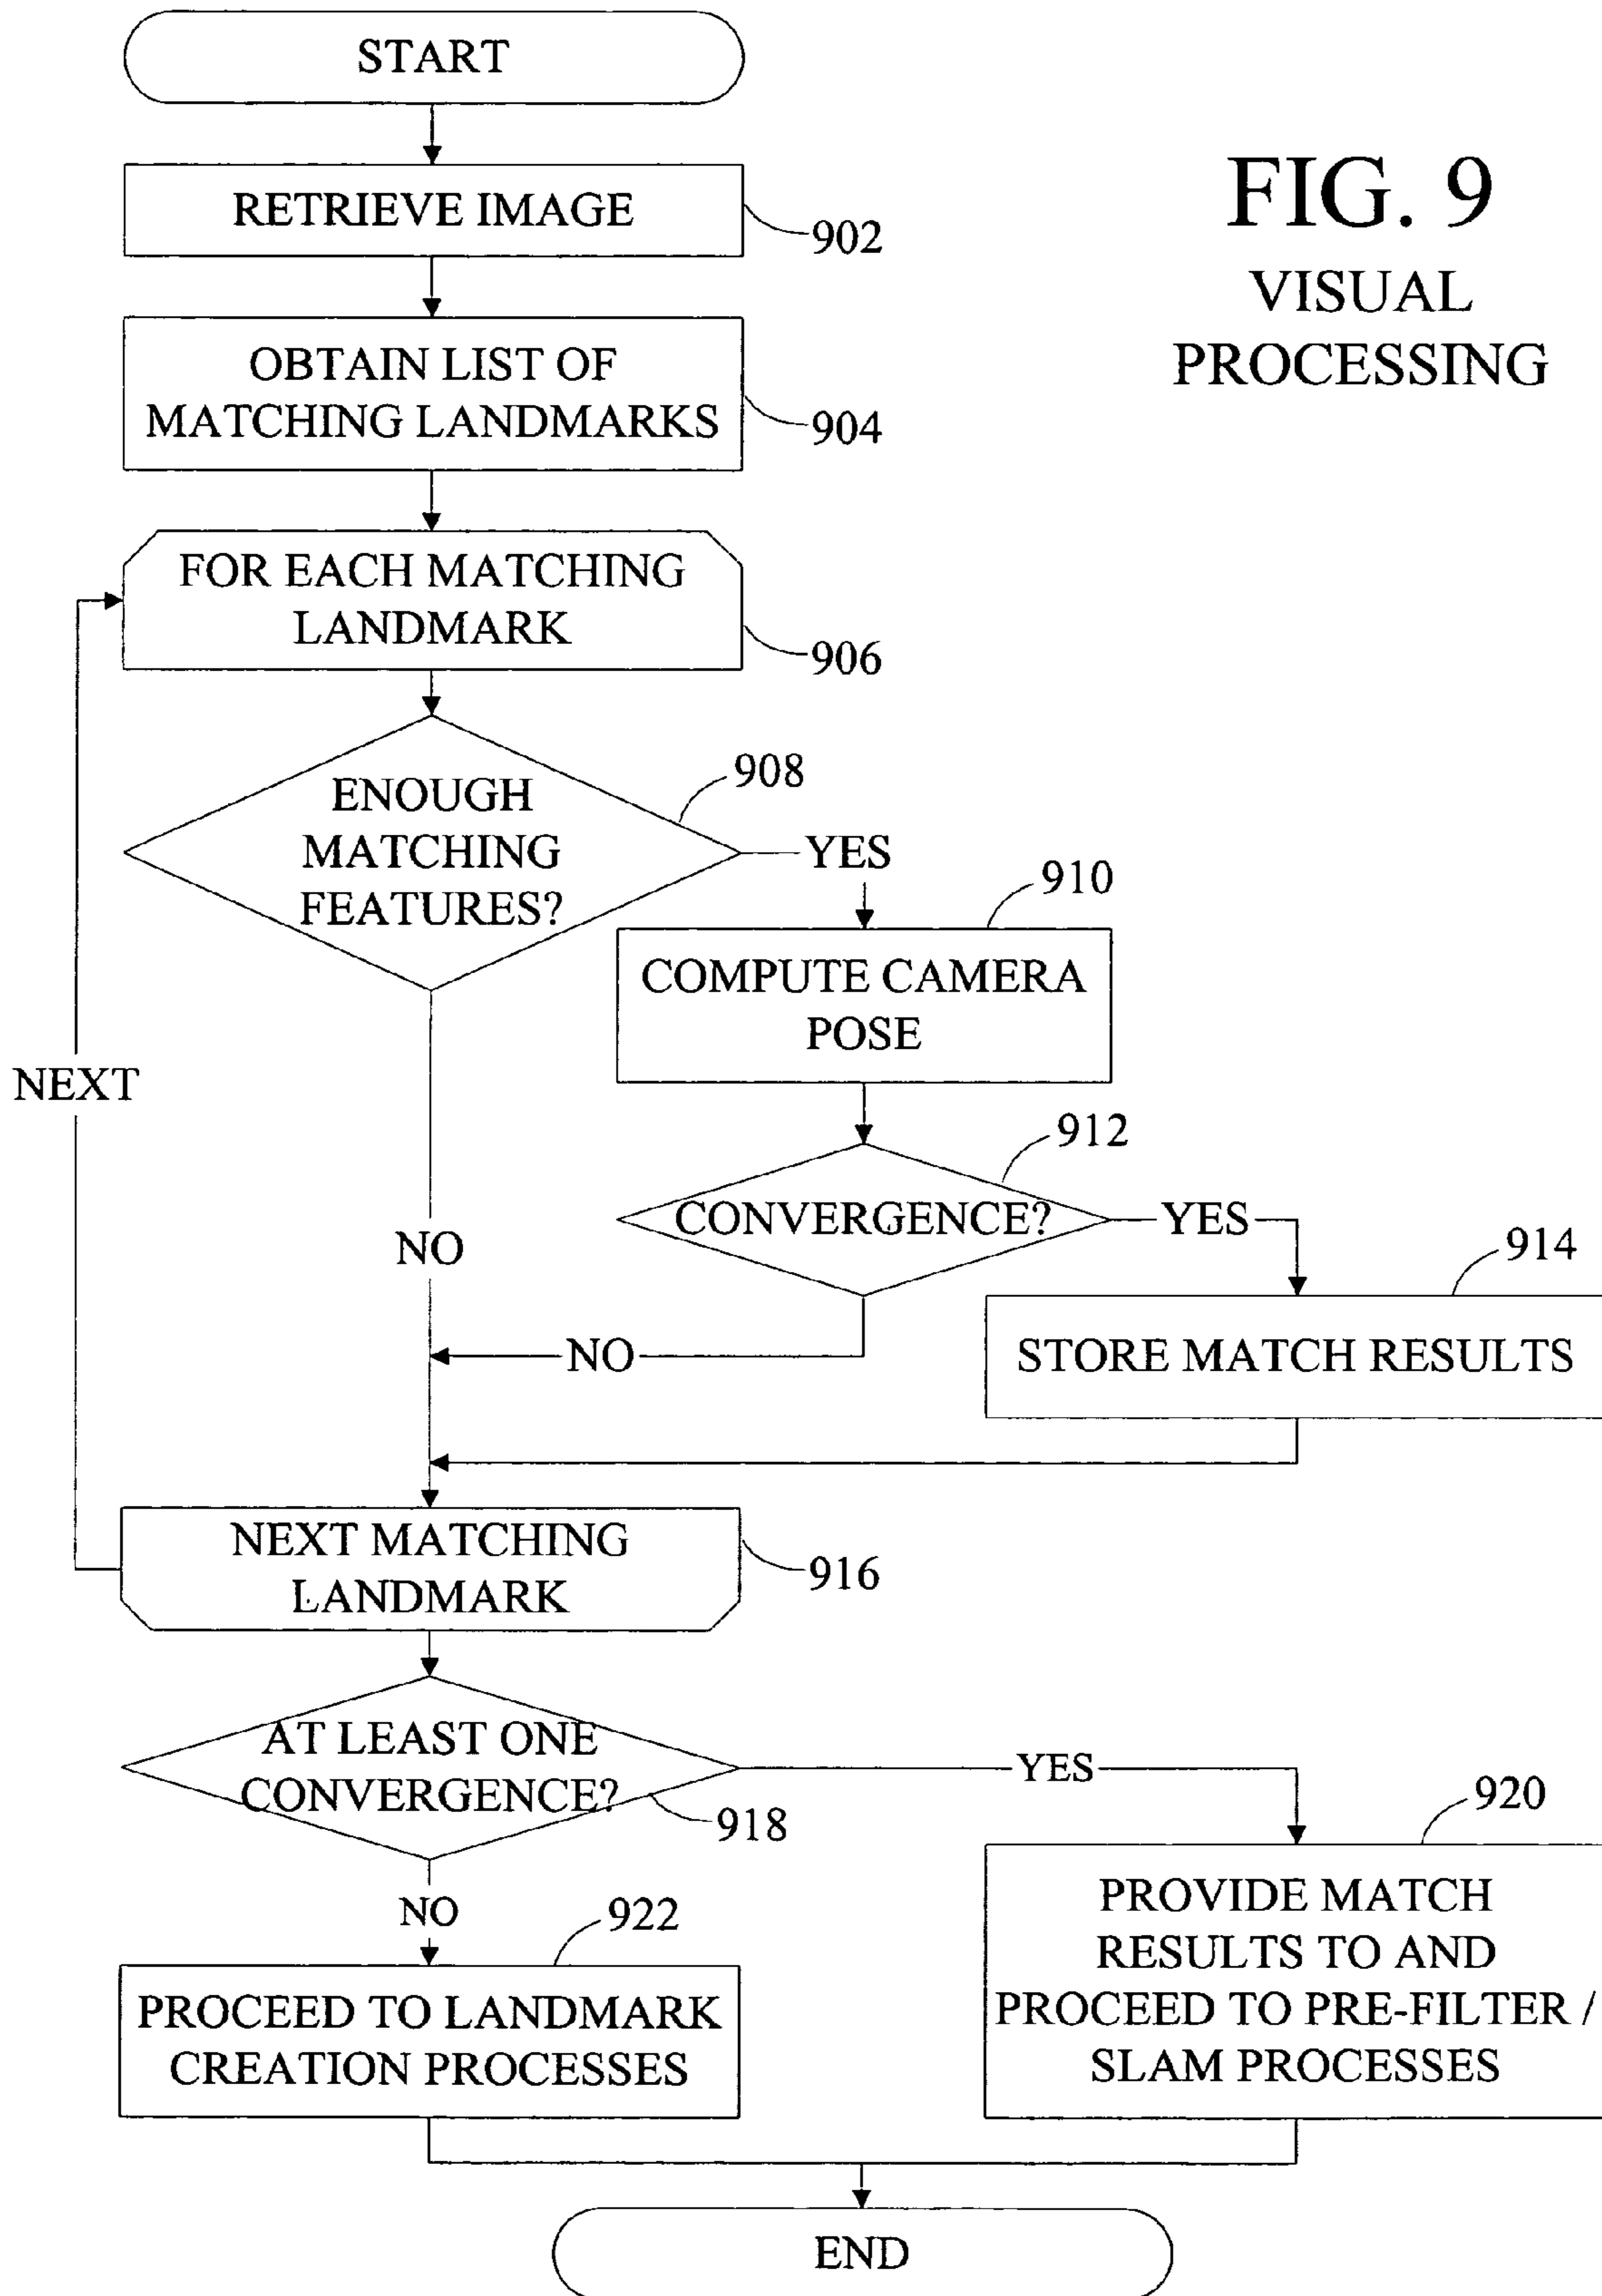 START
FIG. 9
VISUAL
PROCESSING
RETRIEVE IMAGE
902
OBTAIN LIST OF
MATCHING LANDMARKS
904
FOR EACH MATCHING
LANDMARK
906
ENOUGH
MATCHING
FEATURES?
908
YES
910
COMPUTE CAMERA
POSE
NEXT
912
CONVERGENCE?
YES
NO
914
STORE MATCH RESULTS
NO
NEXT MATCHING
LANDMARK
916
AT LEAST ONE
CONVERGENCE?
918
YES
920
PROVIDE MATCH
RESULTS TO AND
PROCEED TO PRE-FILTER /
SLAM PROCESSES
NO
922
PROCEED TO LANDMARK
CREATION PROCESSES
END